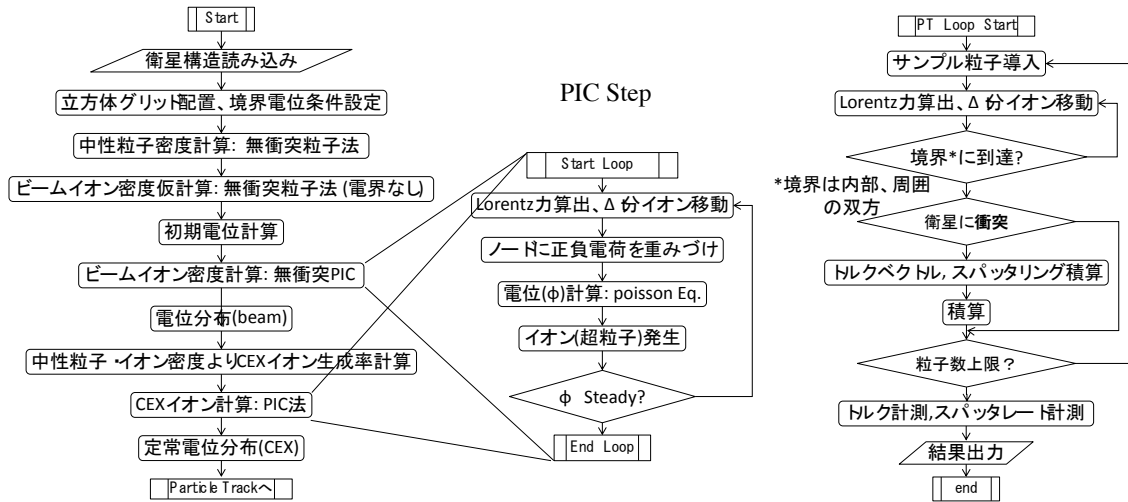 Start
衛星構造読み込み
立方体グリッド配置、境界電位条件設定
中性粒子密度計算: 無衝突粒子法
ビームイオン密度仮計算: 無衝突粒子法 (電界なし)
初期電位計算
ビームイオン密度計算: 無衝突PIC
電位分布(beam)
中性粒子・イオン密度よりCEXイオン生成率計算
CEXイオン計算: PIC法
定常電位分布(CEX)
Particle Trackへ
PIC Step
Start Loop
Lorentz力算出、Δt分イオン移動
ノードに正負電荷を重みづけ
電位(φ)計算: poisson Eq.
イオン(超粒子)発生
φ Steady?
End Loop
PT Loop Start
サンプル粒子導入
Lorentz力算出、Δt分イオン移動
境界*に到達?
*境界は内部、周囲
の双方
衛星に衝突
トルクベクトル, スパッタリング積算
積算
粒子数上限？
トルク計測,スパッタレート計測
結果出力
end